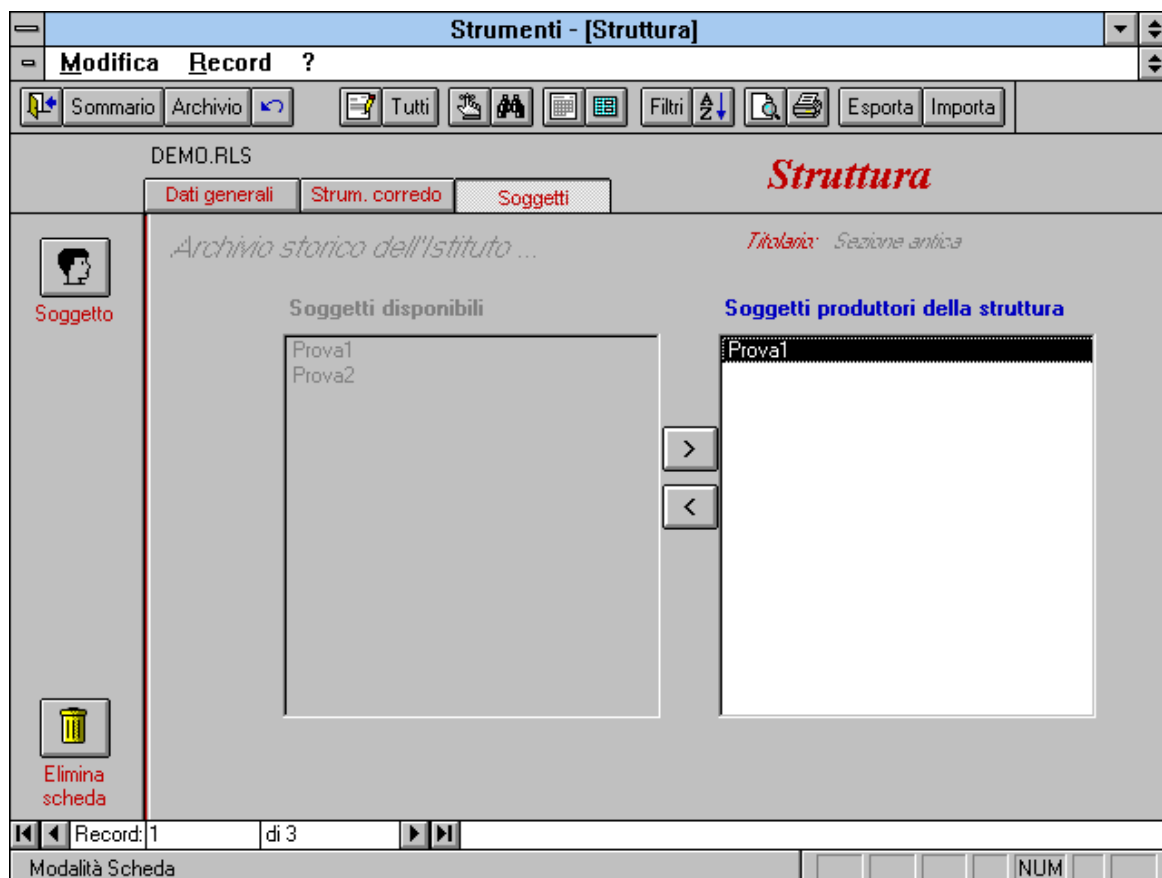 Strumenti - [Struttura]
Modifica Record ?
Sommario Archivio Tutti Filtri Esporta Importa
DEMO.RLS
Struttura
Dati generali Strum. corredo Soggetti
Archivio storico dell'Istituto ...
Titolario: Sezione antica
Soggetto
Soggetti disponibili
Soggetti produttori della struttura
Prova1
Prova2
Prova1
>
<
Elimina
scheda
Record: 1 di 3
Modalità Scheda NUM